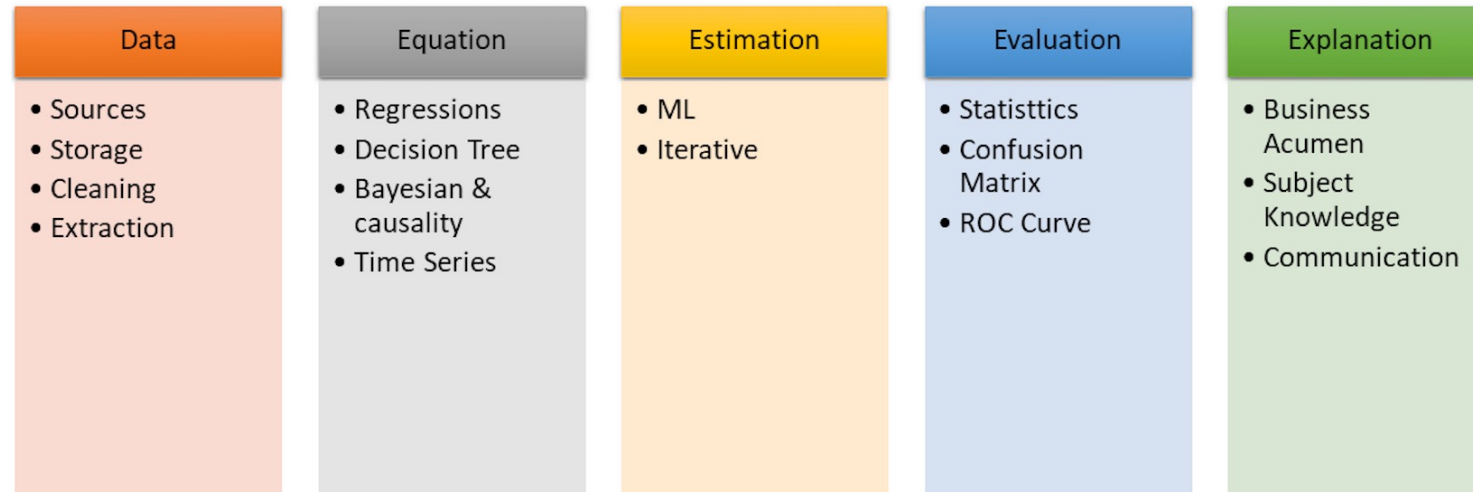 Data
• Sources
• Storage
• Cleaning
• Extraction
Equation
• Regressions
• Decision Tree
• Bayesian &
causality
• Time Series
Estimation
• ML
• Iterative
Evaluation
• Statisttics
• Confusion
Matrix
• ROC Curve
Explanation
• Business
Acumen
• Subject
Knowledge
• Communication